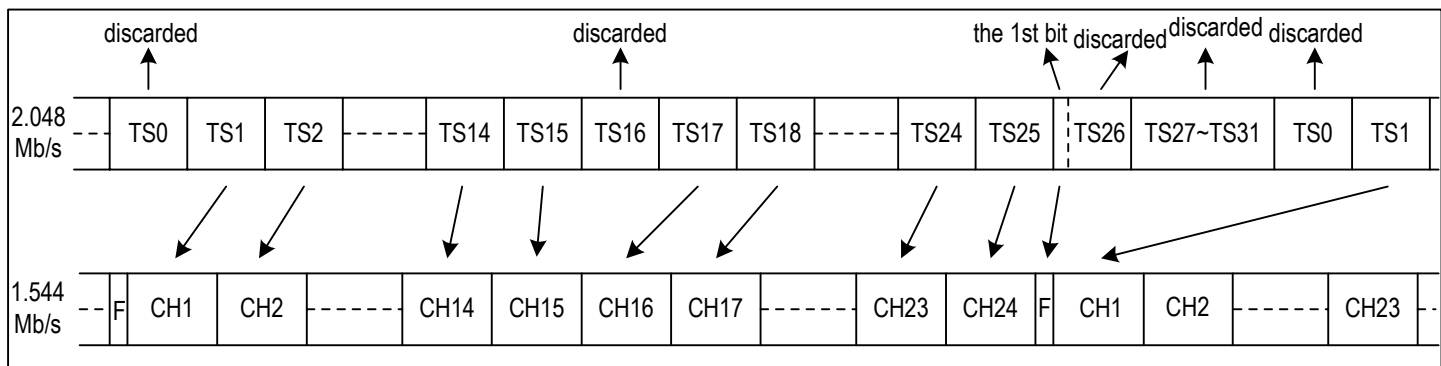 discarded discarded the 1st bit discarded discarded discarded
2.048 Mb/s TS0 TS1 TS2 TS14 TS15 TS16 TS17 TS18 TS24 TS25 TS26 TS27~TS31 TS0 TS1
1.544 Mb/s F CH1 CH2 CH14 CH15 CH16 CH17 CH23 CH24 F CH1 CH2 CH23